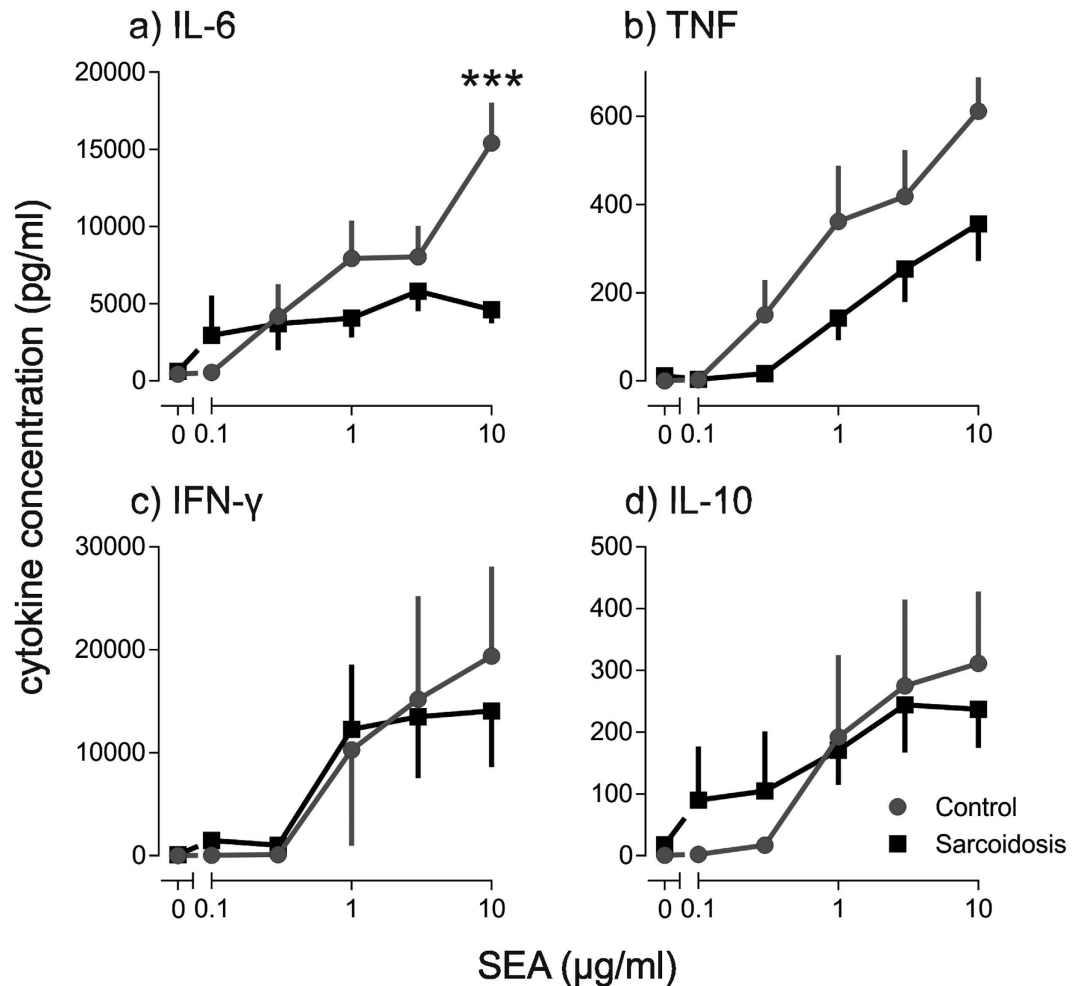 a) IL-6
b) TNF
20000
15000
10000
5000
0
***
0 0.1 1 10
600
400
200
0
0 0.1 1 10
cytokine concentration (pg/ml)
c) IFN-γ
d) IL-10
30000
20000
10000
0
0 0.1 1 10
500
400
300
200
100
0
Control
Sarcoidosis
0 0.1 1 10
SEA (µg/ml)